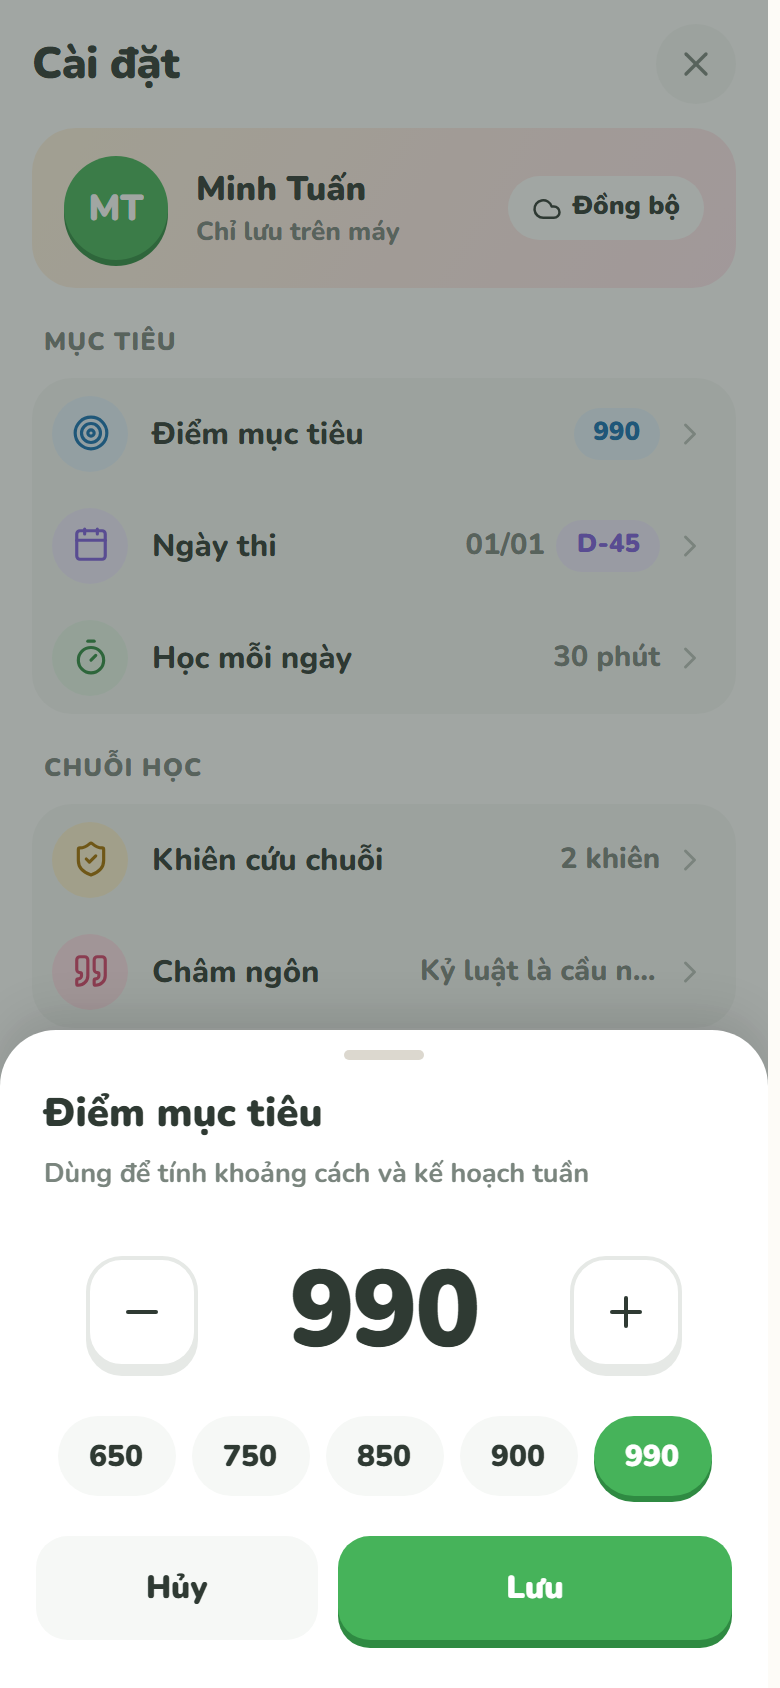 Cài đặt
MT
Minh Tuấn
Chỉ lưu trên máy
Đồng bộ
MỤC TIÊU
Điểm mục tiêu 990
Ngày thi 01/01 D-45
Học mỗi ngày 30 phút
CHUỖI HỌC
Khiên cứu chuỗi 2 khiên
Châm ngôn Kỷ luật là cầu n...
Điểm mục tiêu
Dùng để tính khoảng cách và kế hoạch tuần
− 990 +
650 750 850 900 990
Hủy Lưu